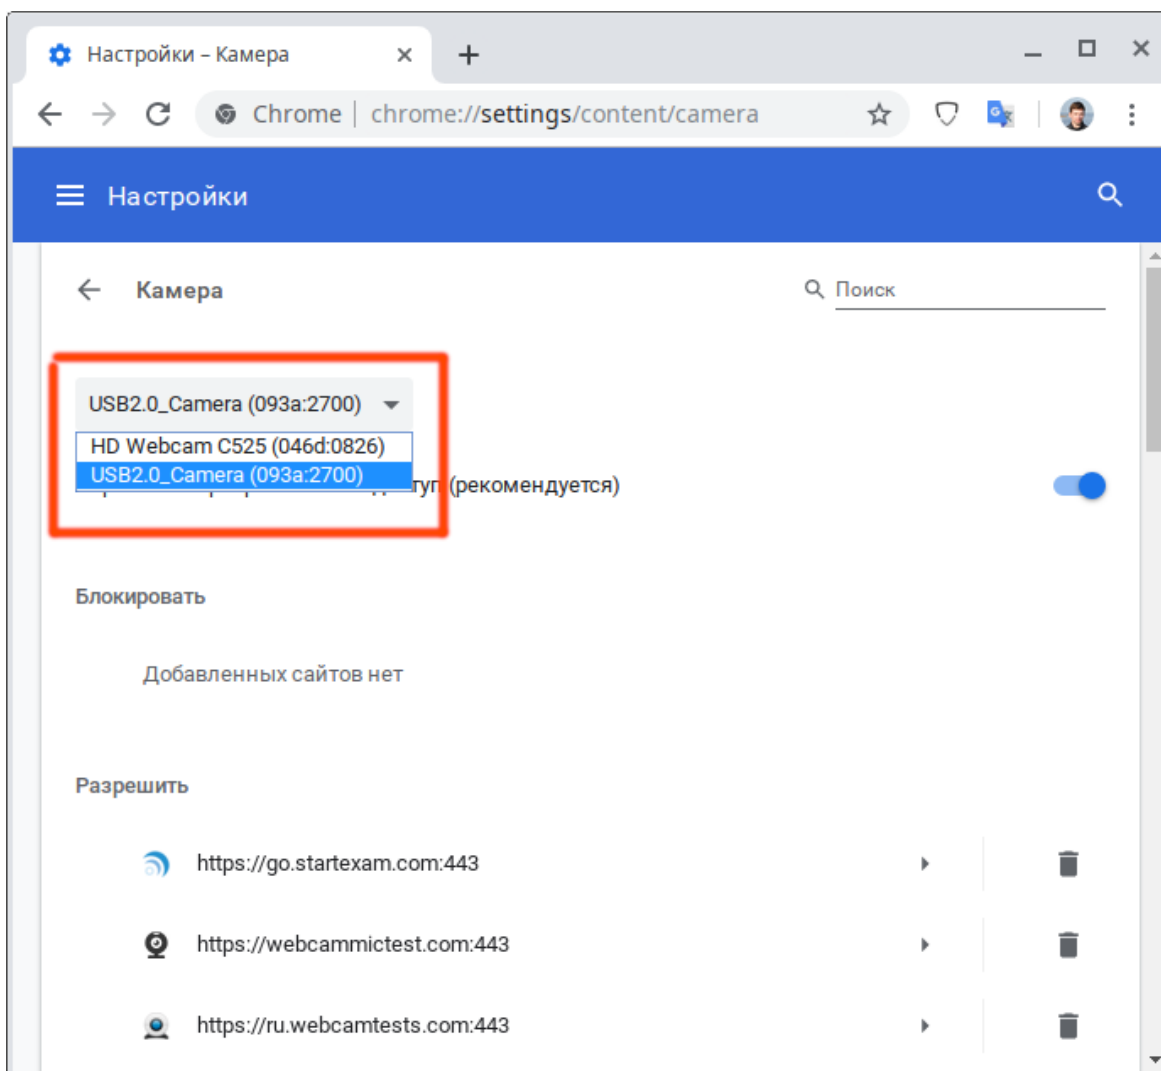 Настройки – Камера
Chrome | chrome://settings/content/camera
Настройки
Камера
Поиск
USB2.0_Camera (093a:2700)
HD Webcam C525 (046d:0826)
USB2.0_Camera (093a:2700)
(рекомендуется)
Блокировать
Добавленных сайтов нет
Разрешить
https://go.startexam.com:443
https://webcammictest.com:443
https://ru.webcamtests.com:443